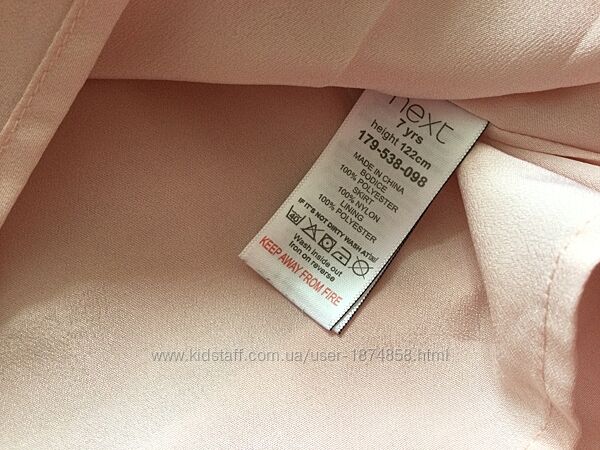 next
7 yrs
height 122cm
179-538-098
MADE IN CHINA
BODICE
100% POLYESTER
SKIRT
100% NYLON
LINING
100% POLYESTER
IF IT'S NOT DIRTY WASH AT
40
Wash inside out
Iron on reverse
KEEP AWAY FROM FIRE
www.kidstaff.com.ua/user-1874858.html